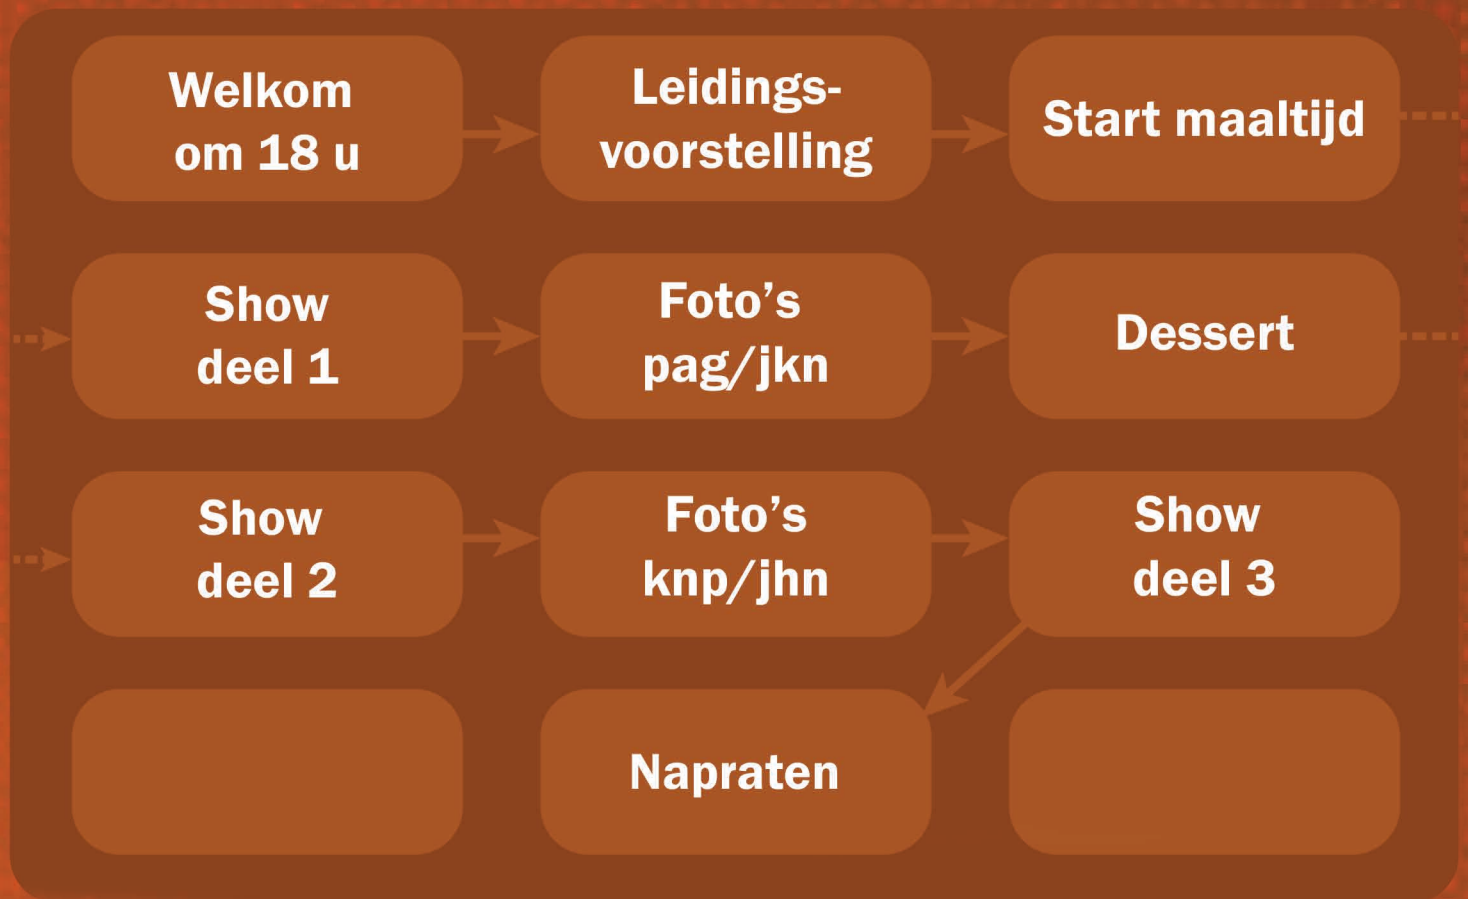 Welkom
om 18 u
Leidings-
voorstelling
Start maaltijd
Show
deel 1
Foto’s
pag/jkn
Dessert
Show
deel 2
Foto’s
knp/jhn
Show
deel 3
Napraten